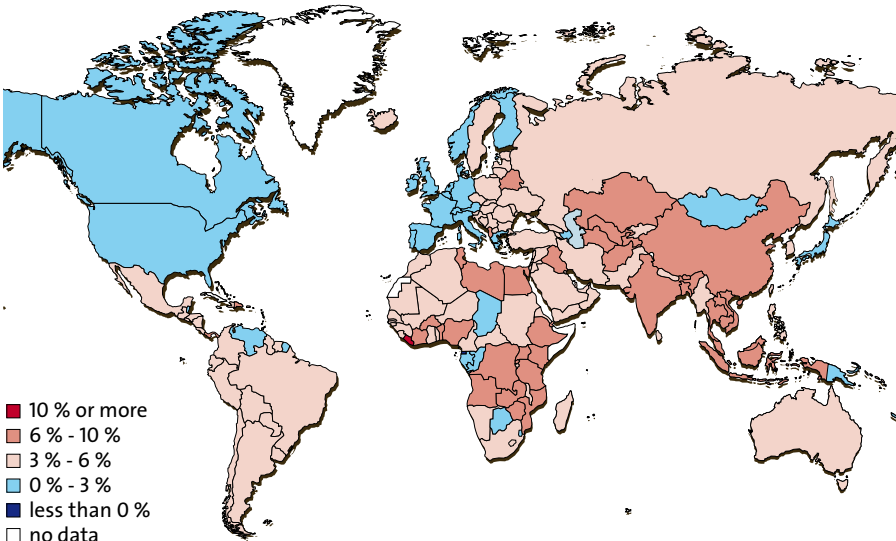 10 % or more
6 % - 10 %
3 % - 6 %
0 % - 3 %
less than 0 %
no data